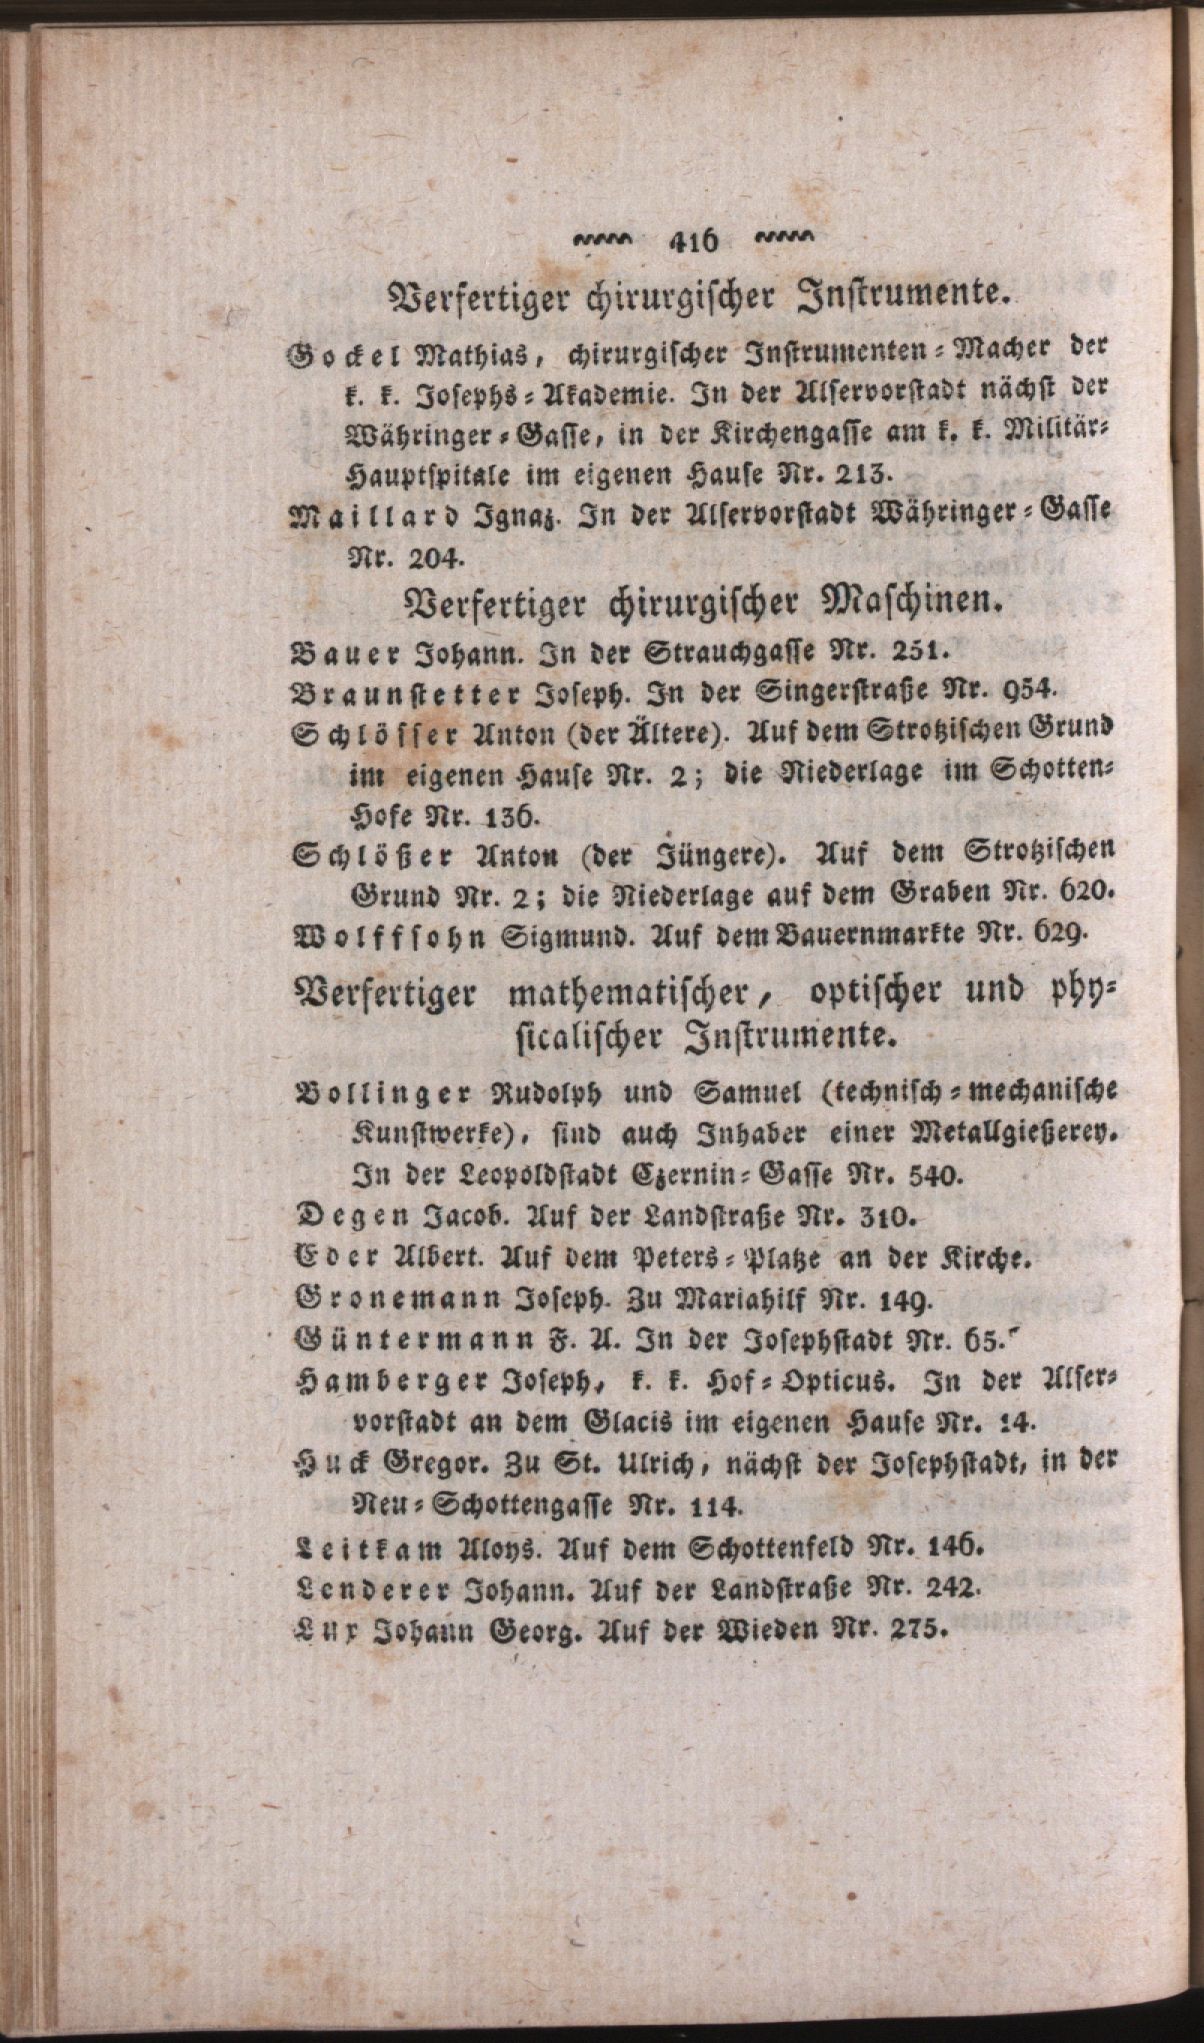 416
Verfertiger chirurgischer Instrumente.
Gockel Mathias, chirurgischer Instrumenten-Macher der
k. k. Josephs-Akademie. In der Alservorstadt nächst der
Währinger-Gasse, in der Kirchengasse am k. k. Militär-
Hauptspitale im eigenen Hause Nr. 213.
Maillard Ignaz. In der Alservorstadt Währinger-Gasse
Nr. 204.
Verfertiger chirurgischer Maschinen.
Bauer Johann. In der Strauchgasse Nr. 251.
Braunstetter Joseph. In der Singerstraße Nr. 954.
Schlösser Anton (der Ältere). Auf dem Strotzischen Grund
im eigenen Hause Nr. 2; die Niederlage im Schotten-
Hofe Nr. 136.
Schlößer Anton (der Jüngere). Auf dem Strotzischen
Grund Nr. 2; die Niederlage auf dem Graben Nr. 620.
Wolffsohn Sigmund. Auf dem Bauernmarkte Nr. 629.
Verfertiger mathematischer, optischer und phy-
sicalischer Instrumente.
Bollinger Rudolph und Samuel (technisch-mechanische
Kunstwerke), sind auch Inhaber einer Metallgießerey.
In der Leopoldstadt Czernin-Gasse Nr. 540.
Degen Jacob. Auf der Landstraße Nr. 310.
Eder Albert. Auf dem Peters-Platze an der Kirche.
Gronemann Joseph. Zu Mariahilf Nr. 149.
Güntermann F. A. In der Josephstadt Nr. 65.
Hamberger Joseph, k. k. Hof-Opticus. In der Alser-
vorstadt an dem Glacis im eigenen Hause Nr. 14.
Huck Gregor. Zu St. Ulrich, nächst der Josephstadt, in der
Neu-Schottengasse Nr. 114.
Leitkam Aloys. Auf dem Schottenfeld Nr. 146.
Lenderer Johann. Auf der Landstraße Nr. 242.
Lux Johann Georg. Auf der Wieden Nr. 275.